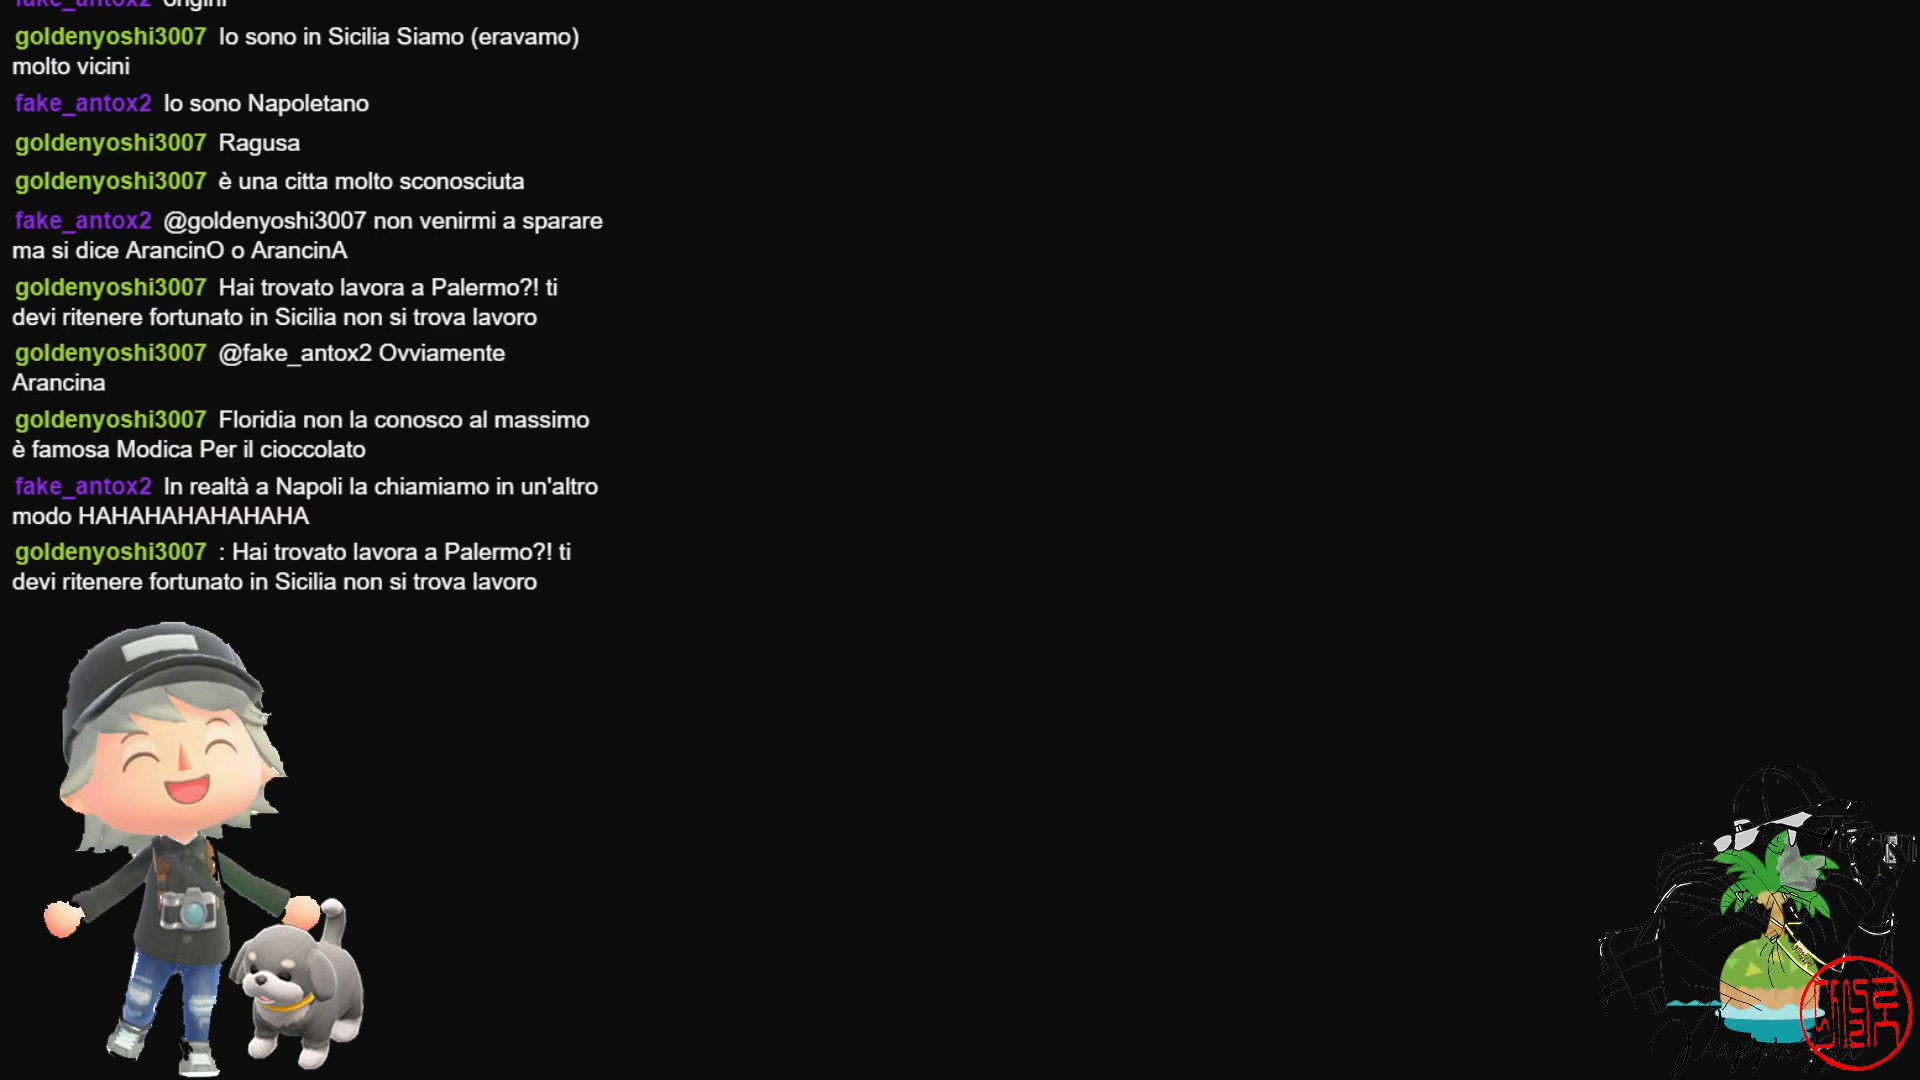 fake_antox2 origini
goldenyoshi3007 Io sono in Sicilia Siamo (eravamo)
molto vicini
fake_antox2 Io sono Napoletano
goldenyoshi3007 Ragusa
goldenyoshi3007 è una citta molto sconosciuta
fake_antox2 @goldenyoshi3007 non venirmi a sparare
ma si dice ArancinO o ArancinA
goldenyoshi3007 Hai trovato lavora a Palermo?! ti
devi ritenere fortunato in Sicilia non si trova lavoro
goldenyoshi3007 @fake_antox2 Ovviamente
Arancina
goldenyoshi3007 Floridia non la conosco al massimo
è famosa Modica Per il cioccolato
fake_antox2 In realtà a Napoli la chiamiamo in un'altro
modo HAHAHAHAHAHAHA
goldenyoshi3007 : Hai trovato lavora a Palermo?! ti
devi ritenere fortunato in Sicilia non si trova lavoro